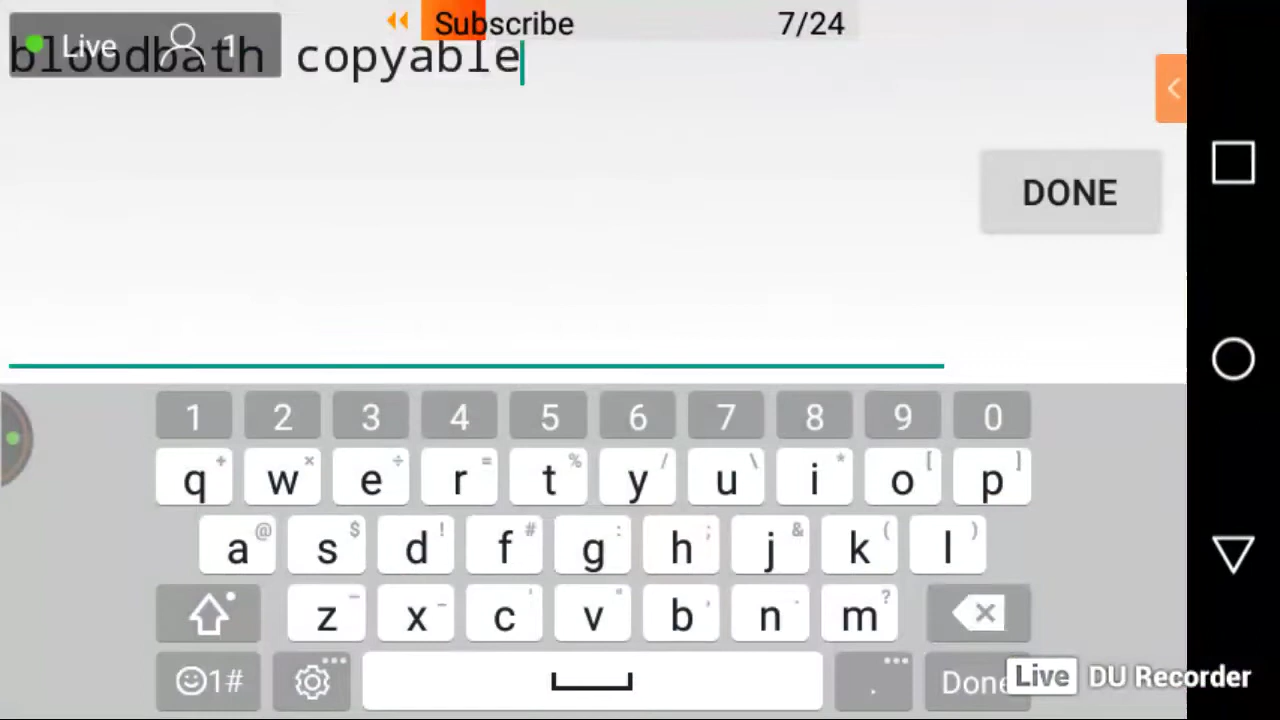 Live 1 Subscribe 7/24
bloodbath copyable
DONE
1 2 3 4 5 6 7 8 9 0
q + w × e ÷ r = t % y / u \ i * o [ p ]
a @ s $ d ! f # g : h ; j & k ( l )
z x c v b n m ?
1# . Done
Live DU Recorder